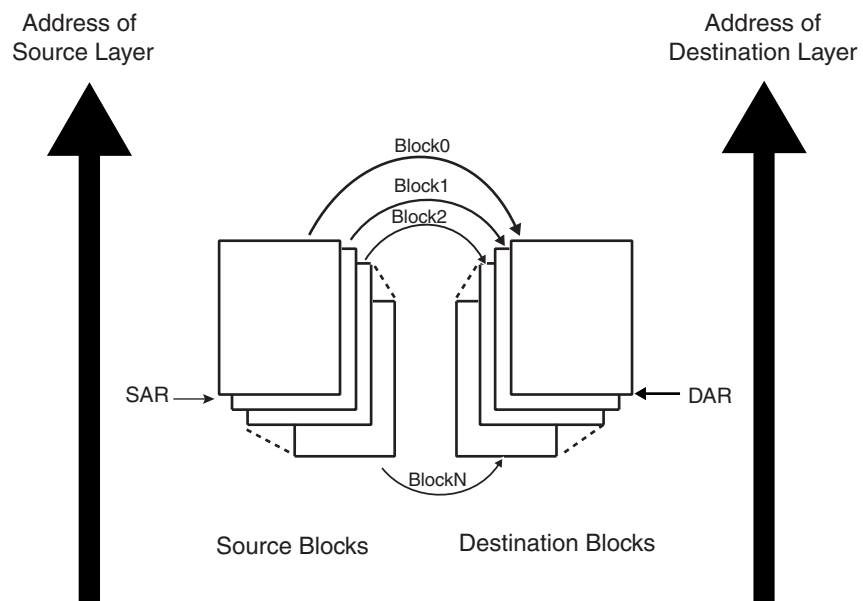 Address of
Source Layer
Address of
Destination Layer
Block0
Block1
Block2
SAR
DAR
BlockN
Source Blocks
Destination Blocks